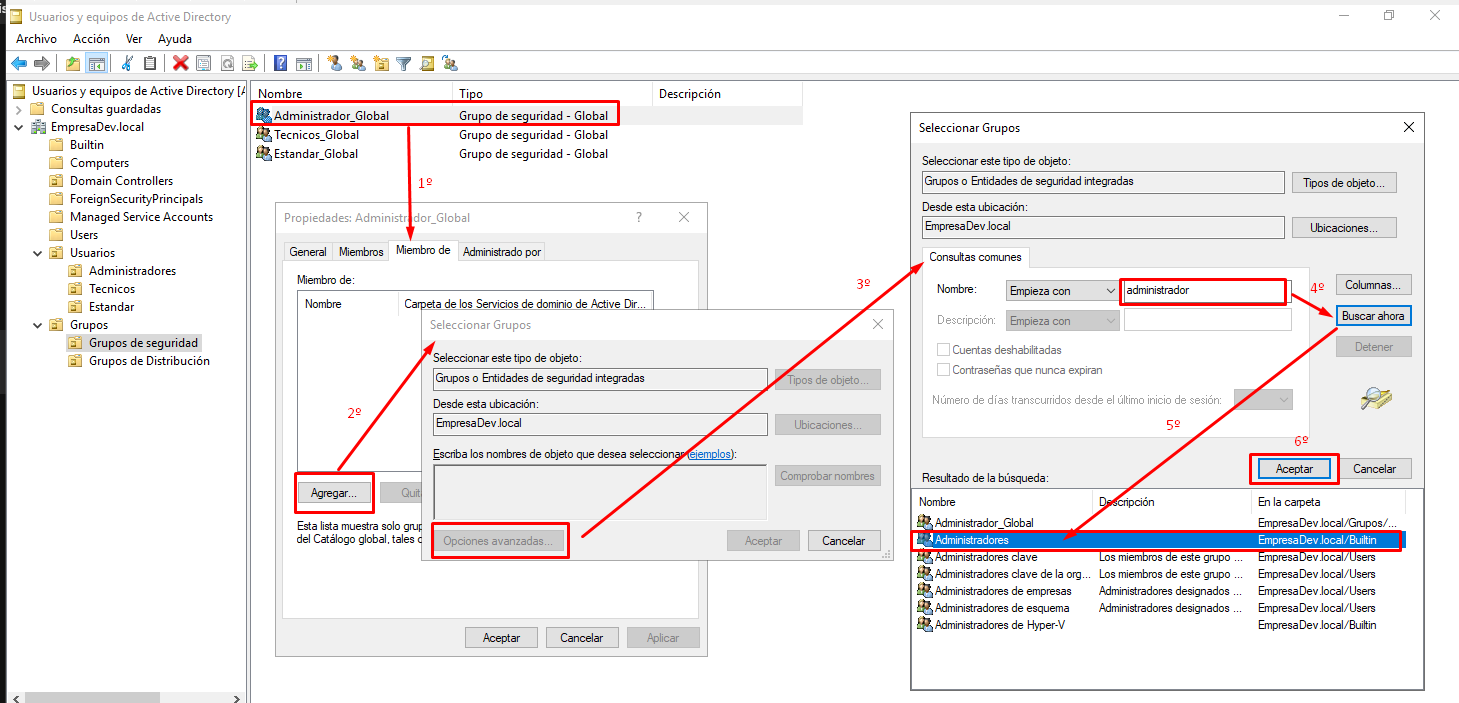 Usuarios y equipos de Active Directory
Archivo Acción Ver Ayuda
Usuarios y equipos de Active Directory [A
Consultas guardadas
EmpresaDev.local
Builtin
Computers
Domain Controllers
ForeignSecurityPrincipals
Managed Service Accounts
Users
Usuarios
Administradores
Tecnicos
Estandar
Grupos
Grupos de seguridad
Grupos de Distribución
Nombre Tipo Descripción
Administrador_Global Grupo de seguridad - Global
Tecnicos_Global Grupo de seguridad - Global
Estandar_Global Grupo de seguridad - Global
1º
Propiedades: Administrador_Global ?
General Miembros Miembro de Administrado por
Miembro de:
Nombre Carpeta de los Servicios de dominio de Active Dir...
2º
Agregar... Quit
Esta lista muestra solo grup
del Catálogo global, tales c
Aceptar Cancelar Aplicar
Seleccionar Grupos
Seleccionar este tipo de objeto:
Grupos o Entidades de seguridad integradas Tipos de objeto...
Desde esta ubicación:
EmpresaDev.local Ubicaciones...
Escriba los nombres de objeto que desea seleccionar (ejemplos):
Comprobar nombres
Opciones avanzadas... Aceptar Cancelar
3º
Seleccionar Grupos
Seleccionar este tipo de objeto:
Grupos o Entidades de seguridad integradas Tipos de objeto...
Desde esta ubicación:
EmpresaDev.local Ubicaciones...
Consultas comunes
Nombre: Empieza con administrador 4º Columnas...
Descripción: Empieza con Buscar ahora
Cuentas deshabilitadas Detener
Contraseñas que nunca expiran
Número de días transcurridos desde el último inicio de sesión:
5º 6º
Aceptar Cancelar
Resultado de la búsqueda:
Nombre Descripción En la carpeta
Administrador_Global EmpresaDev.local/Grupos/...
Administradores EmpresaDev.local/Builtin
Administradores clave Los miembros de este grupo ... EmpresaDev.local/Users
Administradores clave de la org... Los miembros de este grupo ... EmpresaDev.local/Users
Administradores de empresas Administradores designados ... EmpresaDev.local/Users
Administradores de esquema Administradores designados ... EmpresaDev.local/Users
Administradores de Hyper-V EmpresaDev.local/Builtin